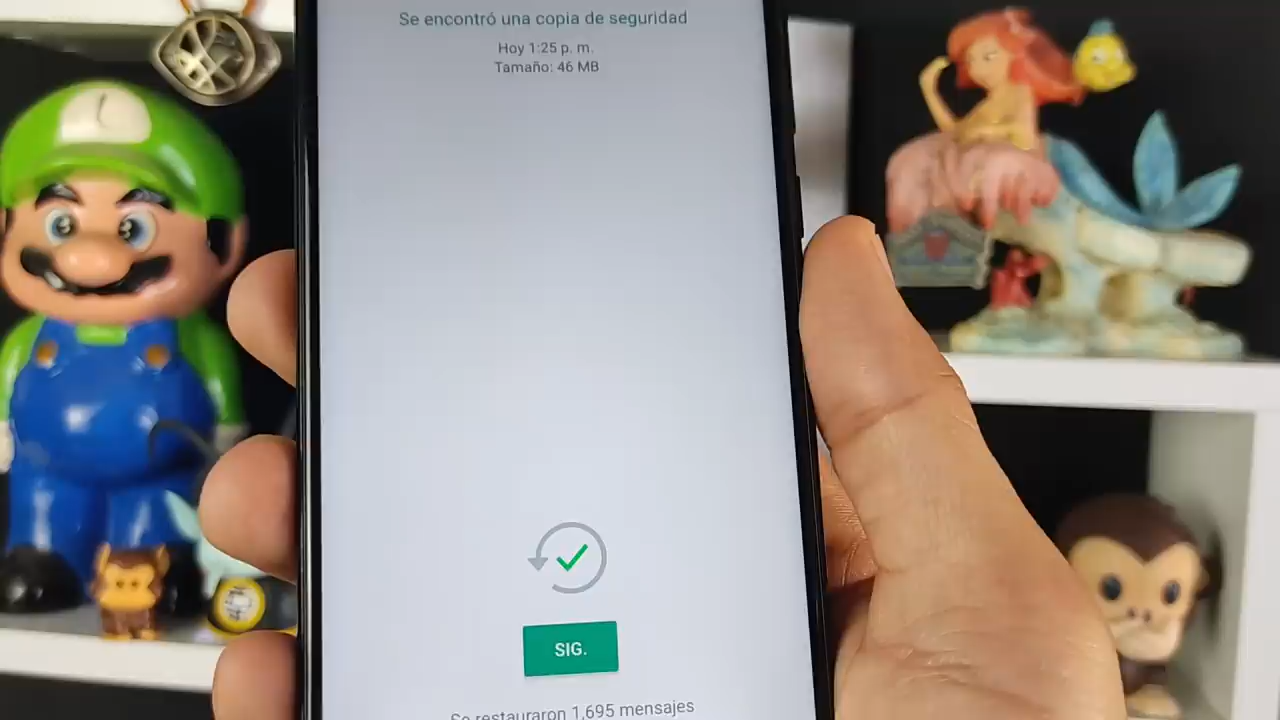 Se encontró una copia de seguridad
Hoy 1:25 p. m.
Tamaño: 46 MB
SIG.
Se restauraron 1,695 mensajes